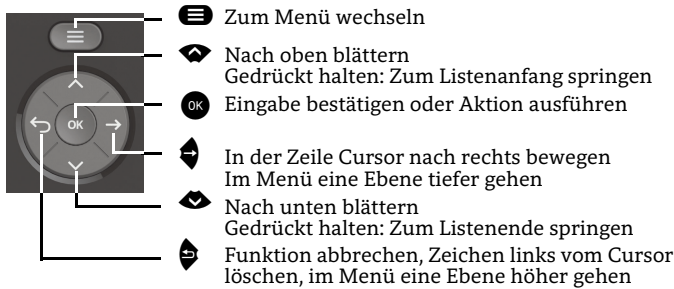 Zum Menü wechseln
Nach oben blättern
Gedrückt halten: Zum Listenanfang springen
OK
Eingabe bestätigen oder Aktion ausführen
OK
In der Zeile Cursor nach rechts bewegen
Im Menü eine Ebene tiefer gehen
Nach unten blättern
Gedrückt halten: Zum Listenende springen
Funktion abbrechen, Zeichen links vom Cursor
löschen, im Menü eine Ebene höher gehen